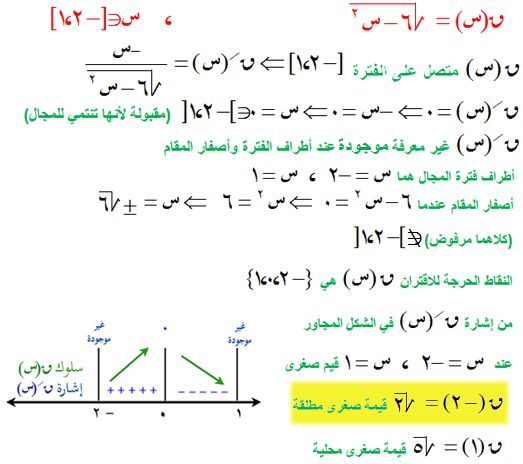 ق(س) = √(٦ − س٢) ، س∈[−٢،١]
ق(س) متصل على الفترة [−٢،١] ⇐ ق′(س) = −س / √(٦ − س٢)
ق′(س) = ٠ ⇐ −س = ٠ ⇐ س = ٠ ∈ ]−٢،١[ (مقبولة لأنها تنتمي للمجال)
ق′(س) غير معرفة موجودة عند أطراف الفترة وأصفار المقام
أطراف فترة المجال هما س = −٢ ، س = ١
أصفار المقام عندما ٦ − س٢ = ٠ ⇐ س٢ = ٦ ⇐ س = ±√٦
(كلاهما مرفوض) ∉ ]−٢،١[
النقاط الحرجة للاقتران ق(س) هي {−٢،٠،١}
من إشارة ق′(س) في الشكل المجاور
عند س = −٢ ، س = ١ قيم صغرى
ق(−٢) = √٢ قيمة صغرى مطلقة
ق(١) = √٥ قيمة صغرى محلية
غير موجودة ٠ غير موجودة
سلوك ق(س)
إشارة ق′(س) + + + + + − − − − −
−٢ ٠ ١